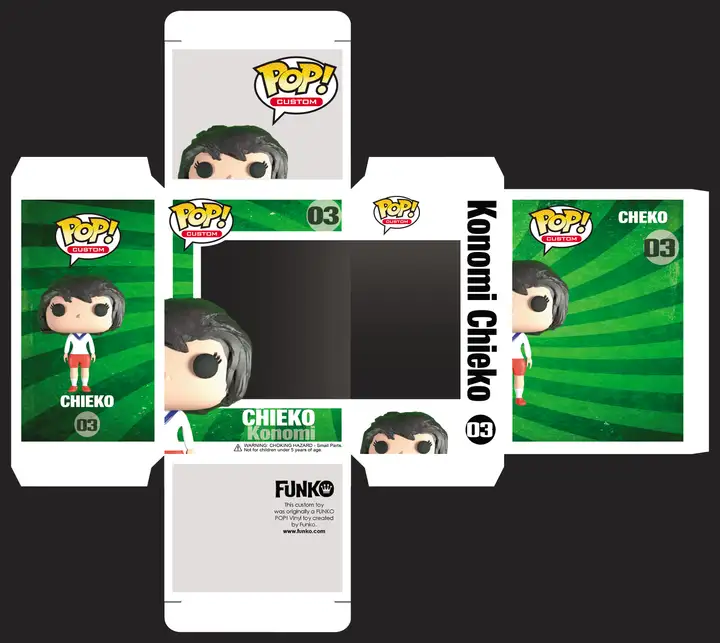 POP!
CUSTOM
POP!
CUSTOM
CHIEKO
03
POP!
CUSTOM
03
CHIEKO
Konomi
WARNING: CHOKING HAZARD - Small Parts.
Not for children under 5 years of age.
POP!
CUSTOM
Konomi Chieko
03
POP!
CUSTOM
CHEKO
03
FUNKO
This custom toy
was originally a FUNKO
POP! Vinyl toy created
by Funko.
www.funko.com